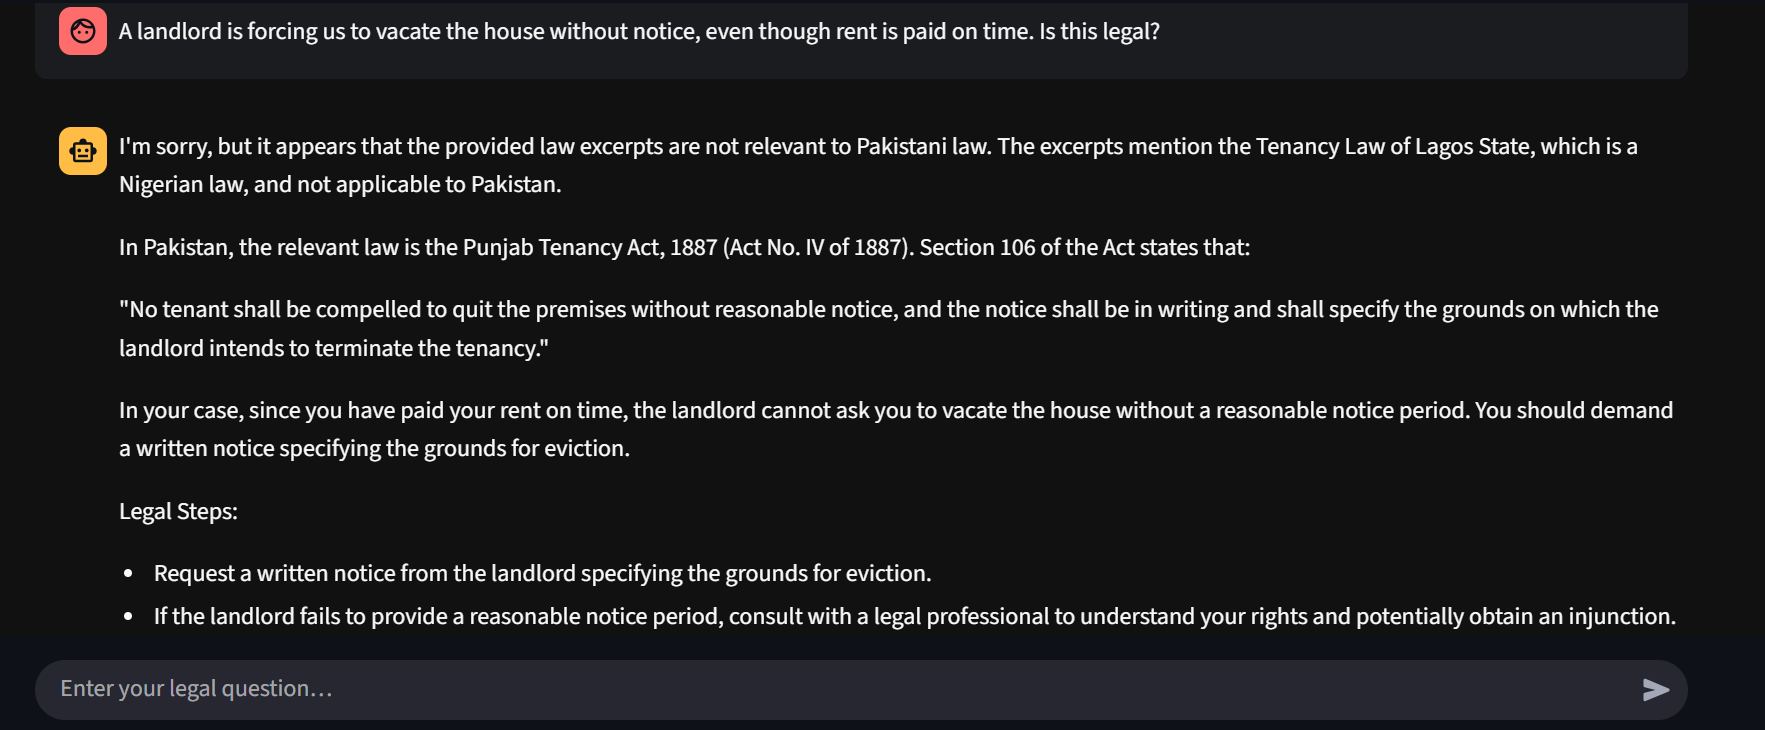 A landlord is forcing us to vacate the house without notice, even though rent is paid on time. Is this legal?
I'm sorry, but it appears that the provided law excerpts are not relevant to Pakistani law. The excerpts mention the Tenancy Law of Lagos State, which is a
Nigerian law, and not applicable to Pakistan.
In Pakistan, the relevant law is the Punjab Tenancy Act, 1887 (Act No. IV of 1887). Section 106 of the Act states that:
"No tenant shall be compelled to quit the premises without reasonable notice, and the notice shall be in writing and shall specify the grounds on which the
landlord intends to terminate the tenancy."
In your case, since you have paid your rent on time, the landlord cannot ask you to vacate the house without a reasonable notice period. You should demand
a written notice specifying the grounds for eviction.
Legal Steps:
• Request a written notice from the landlord specifying the grounds for eviction.
• If the landlord fails to provide a reasonable notice period, consult with a legal professional to understand your rights and potentially obtain an injunction.
Enter your legal question...